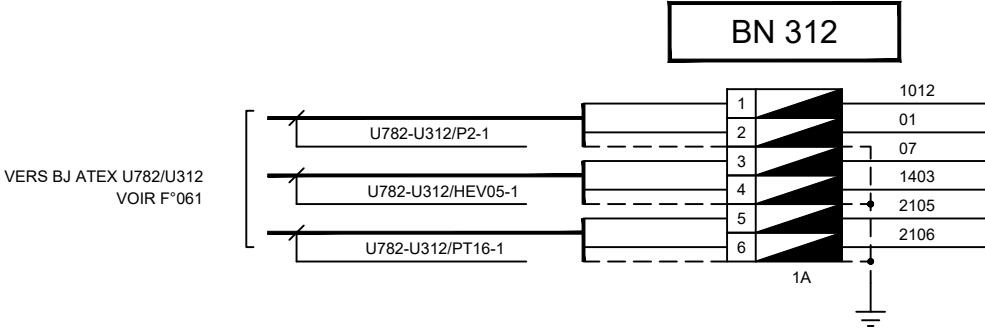 BN 312
1012
1
01
U782-U312/P2-1
2
07
3
VERS BJ ATEX U782/U312
1403
U782-U312/HEV05-1
4
VOIR F°061
2105
5
2106
U782-U312/PT16-1
6
1A